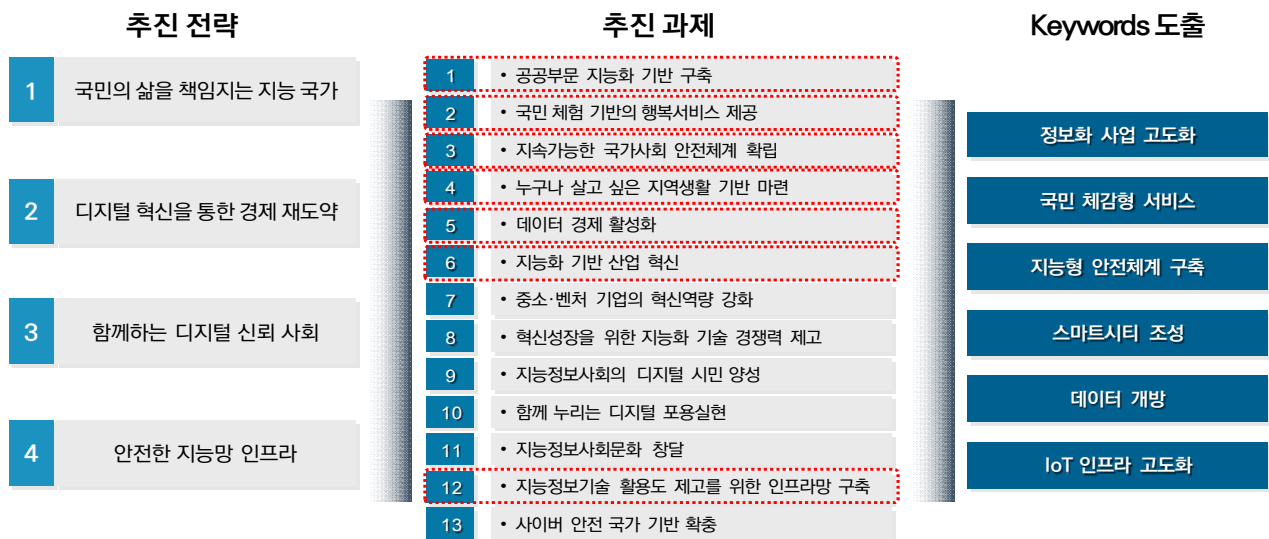 추진 전략
1
국민의 삶을 책임지는 지능 국가
2
디지털 혁신을 통한 경제 재도약
3
함께하는 디지털 신뢰 사회
4
안전한 지능망 인프라
추진 과제
1 • 공공부문 지능화 기반 구축
2 • 국민 체험 기반의 행복서비스 제공
3 • 지속가능한 국가사회 안전체계 확립
4 • 누구나 살고 싶은 지역생활 기반 마련
5 • 데이터 경제 활성화
6 • 지능화 기반 산업 혁신
7 • 중소·벤처 기업의 혁신역량 강화
8 • 혁신성장을 위한 지능화 기술 경쟁력 제고
9 • 지능정보사회의 디지털 시민 양성
10 • 함께 누리는 디지털 포용실현
11 • 지능정보사회문화 창달
12 • 지능정보기술 활용도 제고를 위한 인프라망 구축
13 • 사이버 안전 국가 기반 확충
Keywords 도출
정보화 사업 고도화
국민 체감형 서비스
지능형 안전체계 구축
스마트시티 조성
데이터 개방
IoT 인프라 고도화